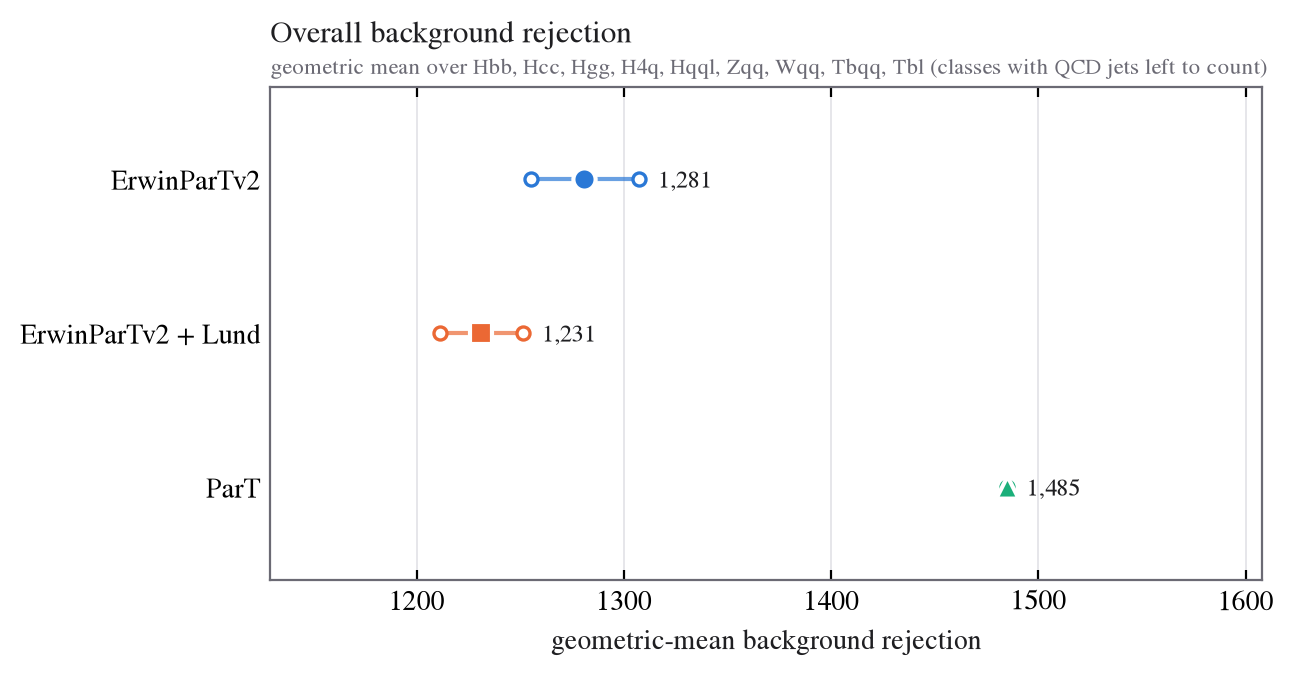 Overall background rejection
geometric mean over Hbb, Hcc, Hgg, H4q, Hqql, Zqq, Wqq, Tbqq, Tbl (classes with QCD jets left to count)
ErwinParTv2
1,281
ErwinParTv2 + Lund
1,231
ParT
1,485
1200 1300 1400 1500 1600
geometric-mean background rejection